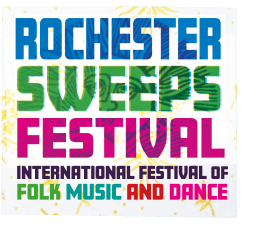 ROCHESTER
SWEEPS
FESTIVAL
INTERNATIONAL FESTIVAL OF
FOLK MUSIC AND DANCE